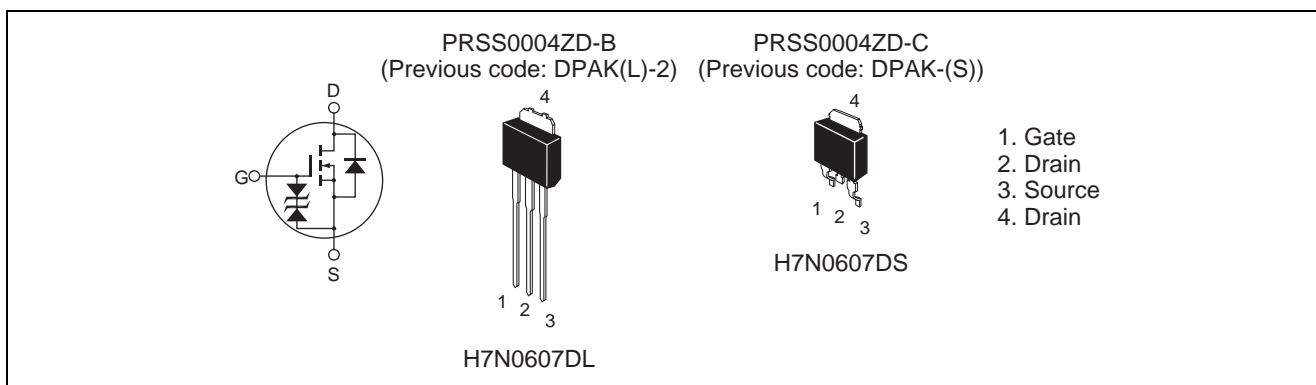 PRSS0004ZD-B
(Previous code: DPAK(L)-2)
PRSS0004ZD-C
(Previous code: DPAK-(S))
D
G
S
4
1
2
3
H7N0607DL
4
1
2
3
H7N0607DS
1. Gate
2. Drain
3. Source
4. Drain